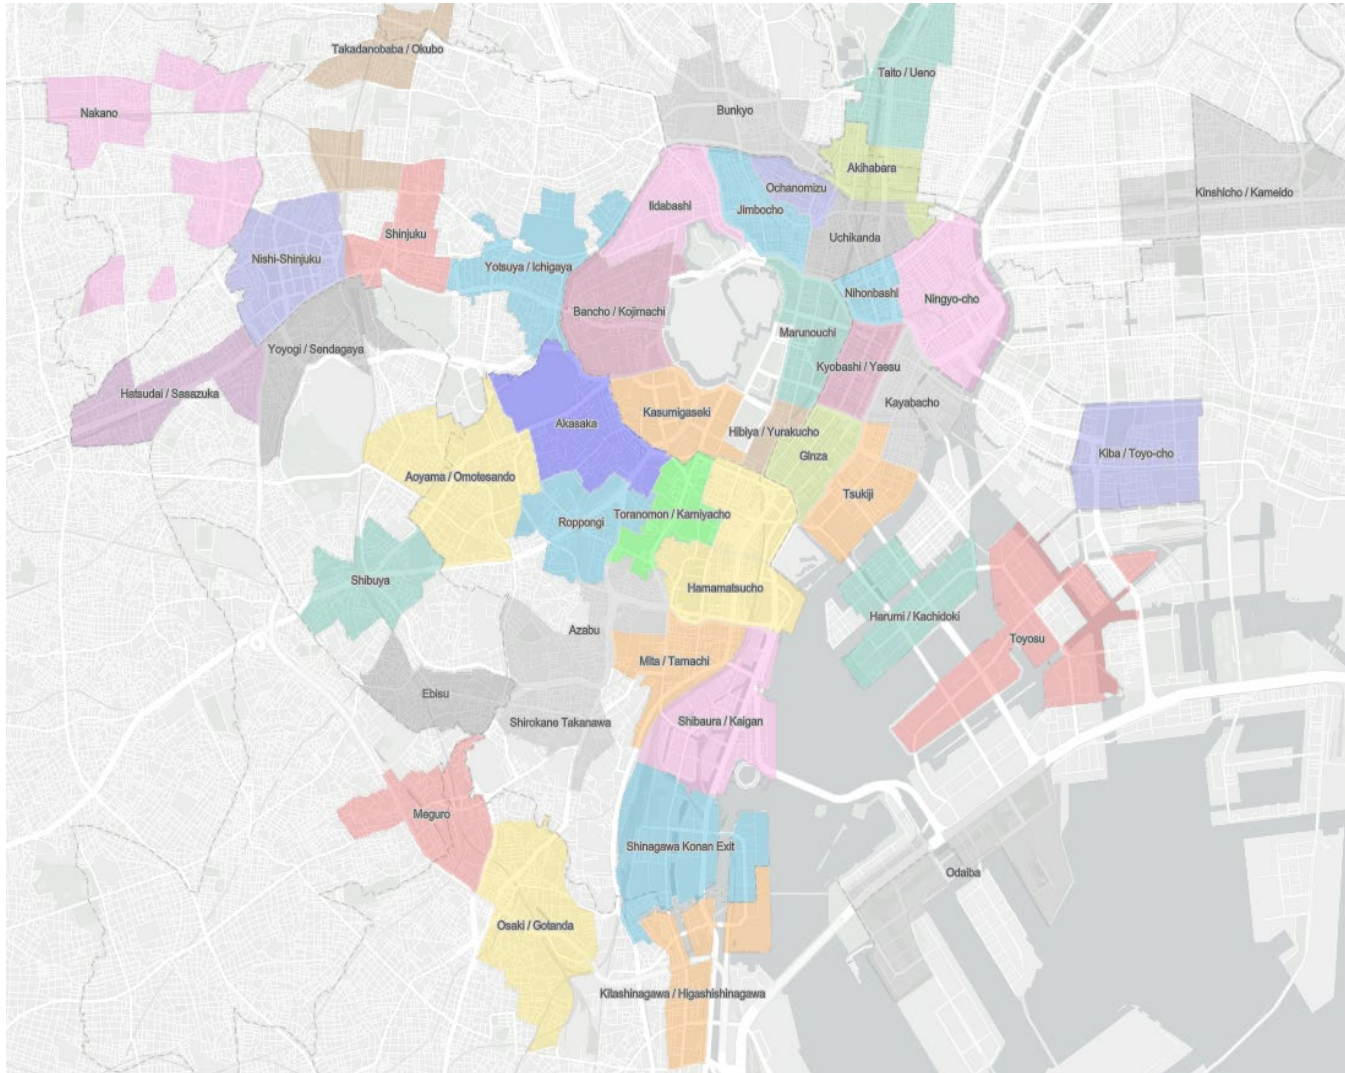 Takadanobaba / Okubo
Taito / Ueno
Nakano
Bunkyo
Akihabara
Kinshicho / Kameido
Ochanomizu
Iidabashi
Jimbocho
Shinjuku
Uchikanda
Nishi-Shinjuku
Yotsuya / Ichigaya
Nihonbashi
Ningyo-cho
Bancho / Kojimachi
Marunouchi
Yoyogi / Sendagaya
Kyobashi / Yaesu
Hatsudai / Sasazuka
Kayabacho
Kasumigaseki
Akasaka
Hibiya / Yurakucho
Ginza
Kiba / Toyo-cho
Aoyama / Omotesando
Tsukiji
Toranomon / Kamiyacho
Roppongi
Shibuya
Hamamatsucho
Harumi / Kachidoki
Azabu
Toyosu
Mita / Tamachi
Ebisu
Shirokane Takanawa
Shibaura / Kaigan
Meguro
Shinagawa Konan Exit
Odaiba
Osaki / Gotanda
Kitashinagawa / Higashishinagawa